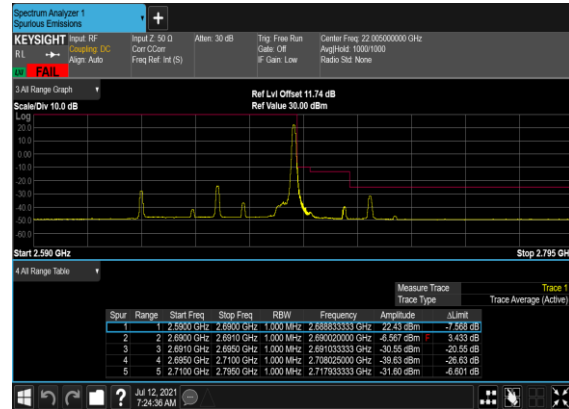 Spectrum Analyzer 1
Spurious Emissions
+
KEYSIGHT Input: RF Input Z: 50 Ω Atten: 30 dB Trig: Free Run Center Freq: 22.005000000 GHz
RL Coupling: DC Corr CCorr Gate: Off Avg|Hold: 1000/1000
Align: Auto Freq Ref: Int (S) IF Gain: Low Radio Std: None
FAIL
3 All Range Graph
Ref Lvl Offset 11.74 dB
Scale/Div 10.0 dB Ref Value 30.00 dBm
Log
20.0
10.0
0.00
-10.0
-20.0
-30.0
-40.0
-50.0
-60.0
Start 2.590 GHz Stop 2.795 GH
4 All Range Table
Measure Trace Trace 1
Trace Type Trace Average (Active)
Spur Range Start Freq Stop Freq RBW Frequency Amplitude ΔLimit
1 1 2.5900 GHz 2.6900 GHz 1.000 MHz 2.688833333 GHz 22.43 dBm -7.568 dB
2 2 2.6900 GHz 2.6910 GHz 1.000 MHz 2.690020000 GHz -6.567 dBm F 3.433 dB
3 3 2.6910 GHz 2.6950 GHz 1.000 MHz 2.691033333 GHz -30.55 dBm -20.55 dB
4 4 2.6950 GHz 2.7100 GHz 1.000 MHz 2.708025000 GHz -39.63 dBm -26.63 dB
5 5 2.7100 GHz 2.7950 GHz 1.000 MHz 2.717933333 GHz -31.60 dBm -6.601 dB
? Jul 12, 2021
7:24:36 AM